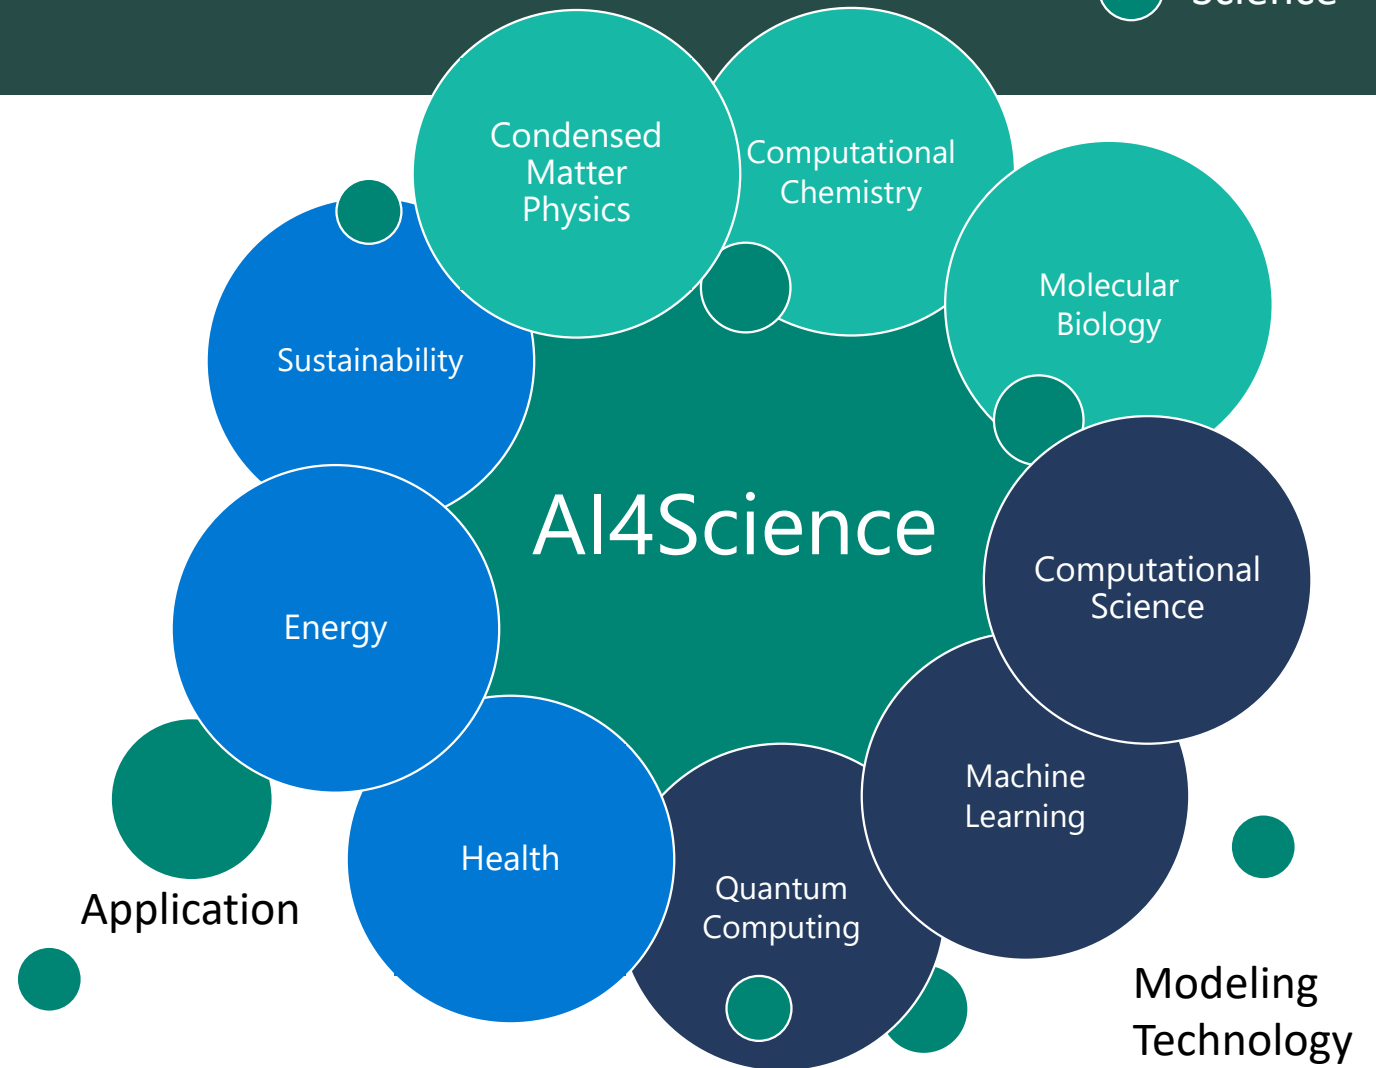 Science
Condensed
Matter
Physics
Computational
Chemistry
Molecular
Biology
Sustainability
AI4Science
Computational
Science
Energy
Machine
Learning
Health
Quantum
Computing
Application
Modeling
Technology